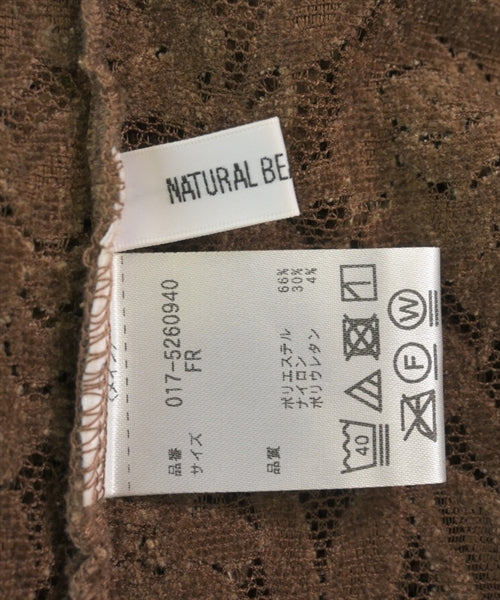 NATURAL BE
品番 017-5260940
サイズ FR
品質 ポリエステル 66%
ナイロン 30%
ポリウレタン 4%
40
F W